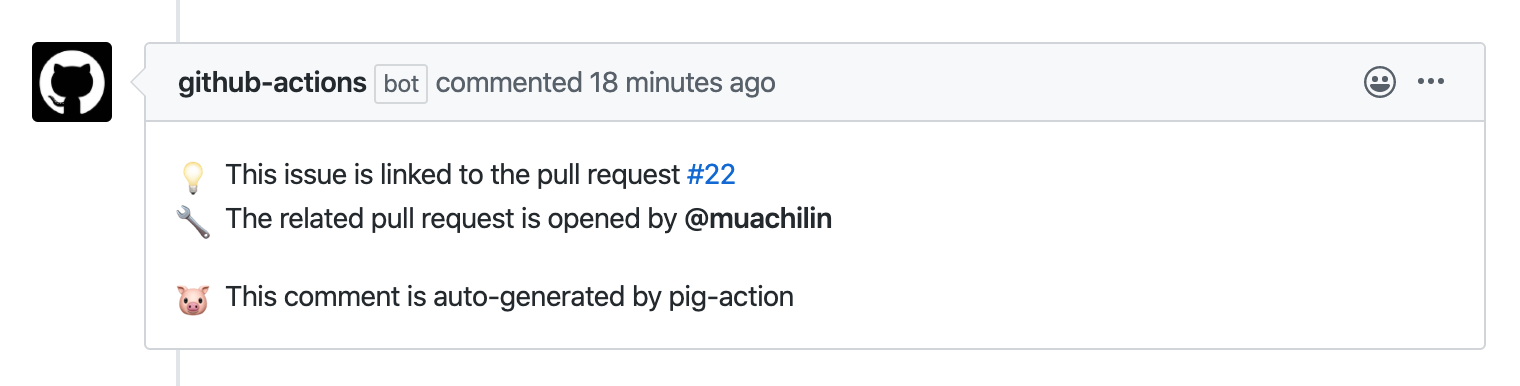 github-actions bot commented 18 minutes ago
💡 This issue is linked to the pull request #22
🔧 The related pull request is opened by @muachilin
🐷 This comment is auto-generated by pig-action